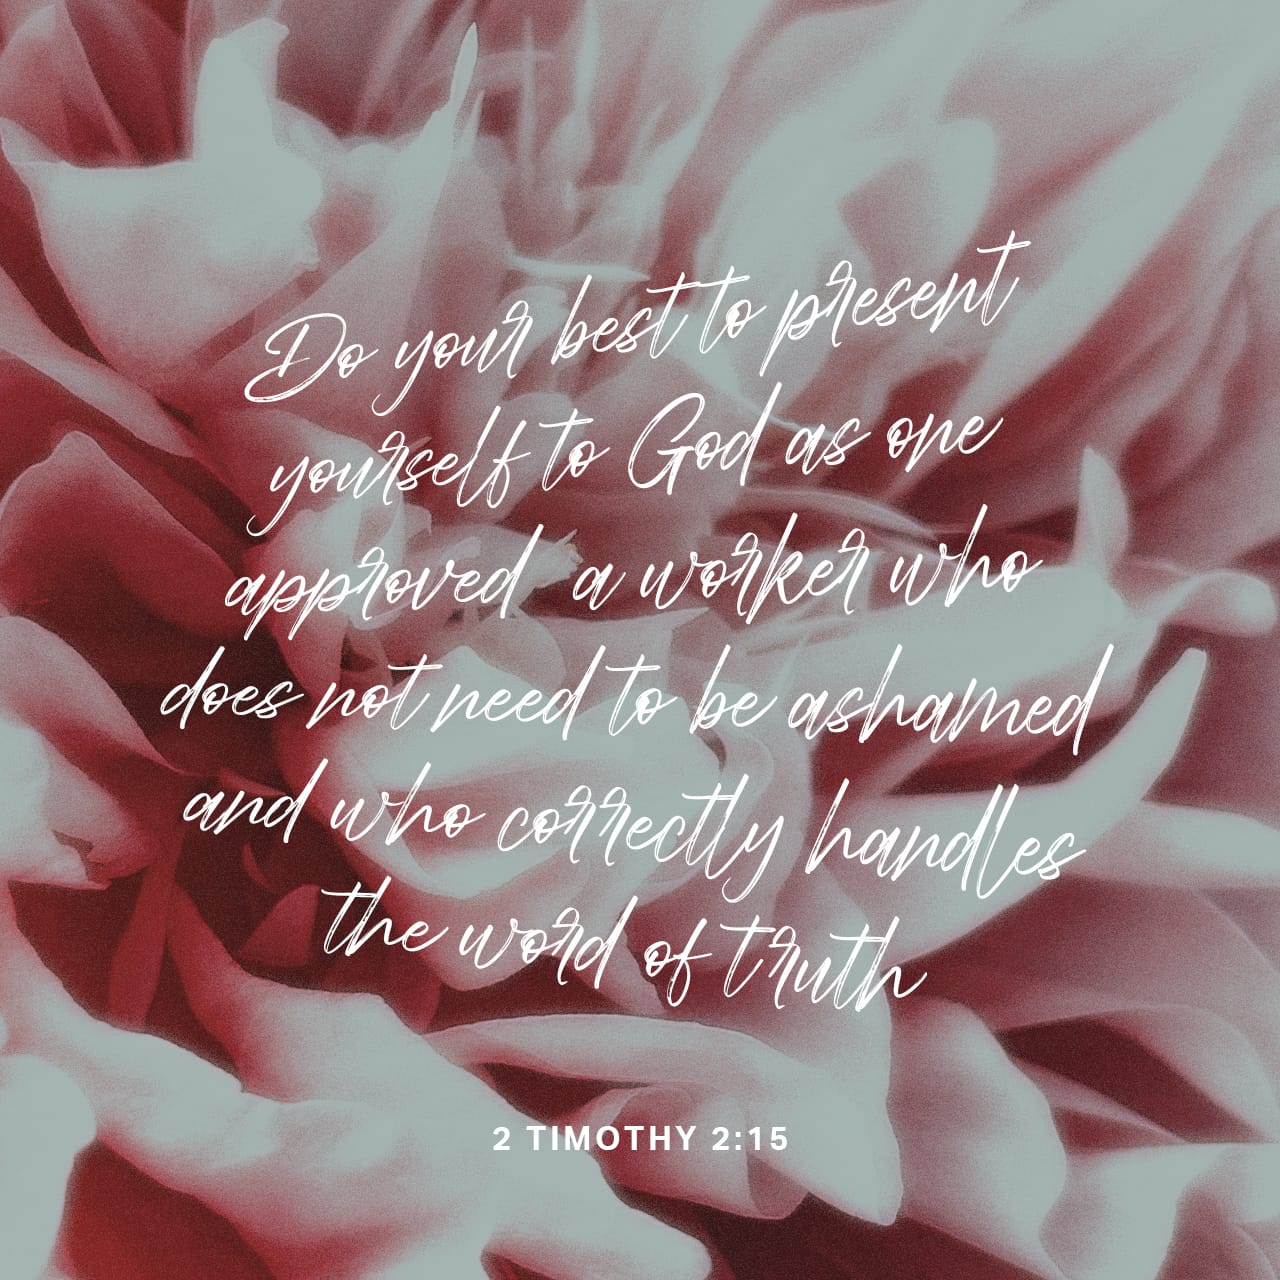 Do your best to present
yourself to God as one
approved a worker who
does not need to be ashamed
and who correctly handles
the word of truth
2 TIMOTHY 2:15